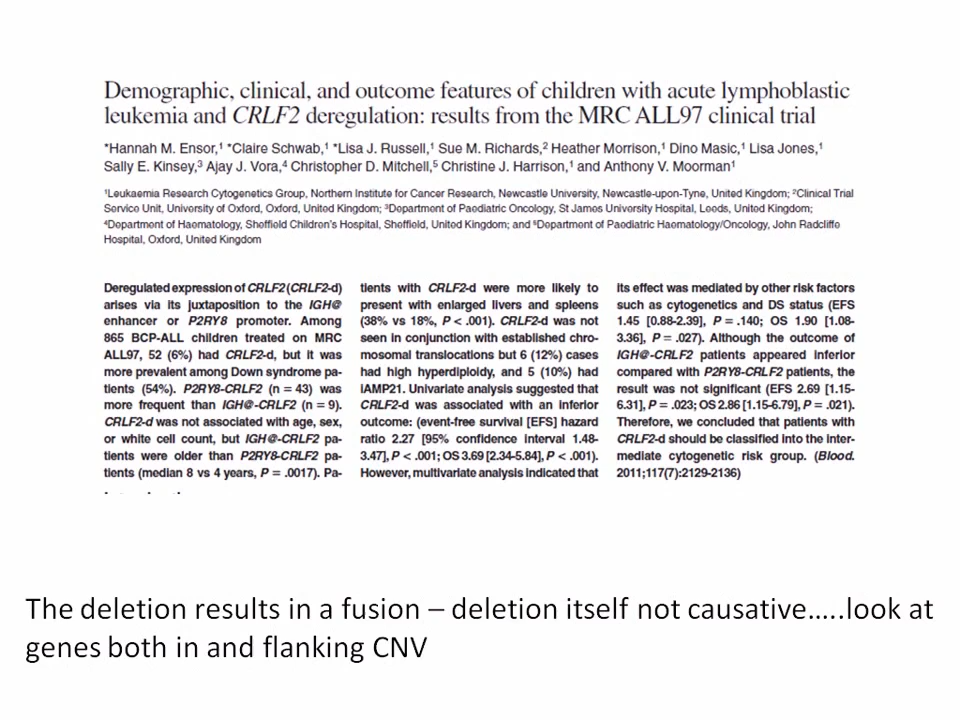 Demographic, clinical, and outcome features of children with acute lymphoblastic
leukemia and CRLF2 deregulation: results from the MRC ALL97 clinical trial
*Hannah M. Ensor,1 *Claire Schwab,1 *Lisa J. Russell,1 Sue M. Richards,2 Heather Morrison,1 Dino Masic,1 Lisa Jones,1
Sally E. Kinsey,3 Ajay J. Vora,4 Christopher D. Mitchell,5 Christine J. Harrison,1 and Anthony V. Moorman1
1Leukaemia Research Cytogenetics Group, Northern Institute for Cancer Research, Newcastle University, Newcastle-upon-Tyne, United Kingdom; 2Clinical Trial
Service Unit, University of Oxford, Oxford, United Kingdom; 3Department of Paediatric Oncology, St James University Hospital, Leeds, United Kingdom;
4Department of Haematology, Sheffield Children's Hospital, Sheffield, United Kingdom; and 5Department of Paediatric Haematology/Oncology, John Radcliffe
Hospital, Oxford, United Kingdom
Deregulated expression of CRLF2 (CRLF2-d)
arises via its juxtaposition to the IGH@
enhancer or P2RY8 promoter. Among
865 BCP-ALL children treated on MRC
ALL97, 52 (6%) had CRLF2-d, but it was
more prevalent among Down syndrome pa-
tients (54%). P2RY8-CRLF2 (n = 43) was
more frequent than IGH@-CRLF2 (n = 9).
CRLF2-d was not associated with age, sex,
or white cell count, but IGH@-CRLF2 pa-
tients were older than P2RY8-CRLF2 pa-
tients (median 8 vs 4 years, P = .0017). Pa-
tients with CRLF2-d were more likely to
present with enlarged livers and spleens
(38% vs 18%, P < .001). CRLF2-d was not
seen in conjunction with established chro-
mosomal translocations but 6 (12%) cases
had high hyperdiploidy, and 5 (10%) had
iAMP21. Univariate analysis suggested that
CRLF2-d was associated with an inferior
outcome: (event-free survival [EFS] hazard
ratio 2.27 [95% confidence interval 1.48-
3.47], P < .001; OS 3.69 [2.34-5.84], P < .001).
However, multivariate analysis indicated that
its effect was mediated by other risk factors
such as cytogenetics and DS status (EFS
1.45 [0.88-2.39], P = .140; OS 1.90 [1.08-
3.36], P = .027). Although the outcome of
IGH@-CRLF2 patients appeared inferior
compared with P2RY8-CRLF2 patients, the
result was not significant (EFS 2.69 [1.15-
6.31], P = .023; OS 2.86 [1.15-6.79], P = .021).
Therefore, we concluded that patients with
CRLF2-d should be classified into the inter-
mediate cytogenetic risk group. (Blood.
2011;117(7):2129-2136)
The deletion results in a fusion – deletion itself not causative…..look at
genes both in and flanking CNV